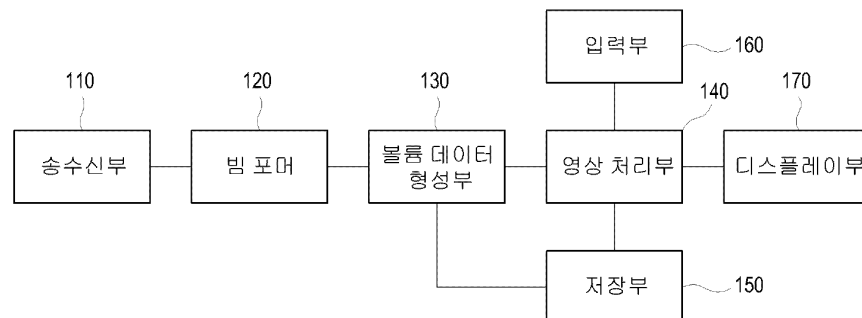 입력부
160
110
120
130
140
170
송수신부
빔 포머
볼륨 데이터
형성부
영상 처리부
디스플레이부
저장부
150